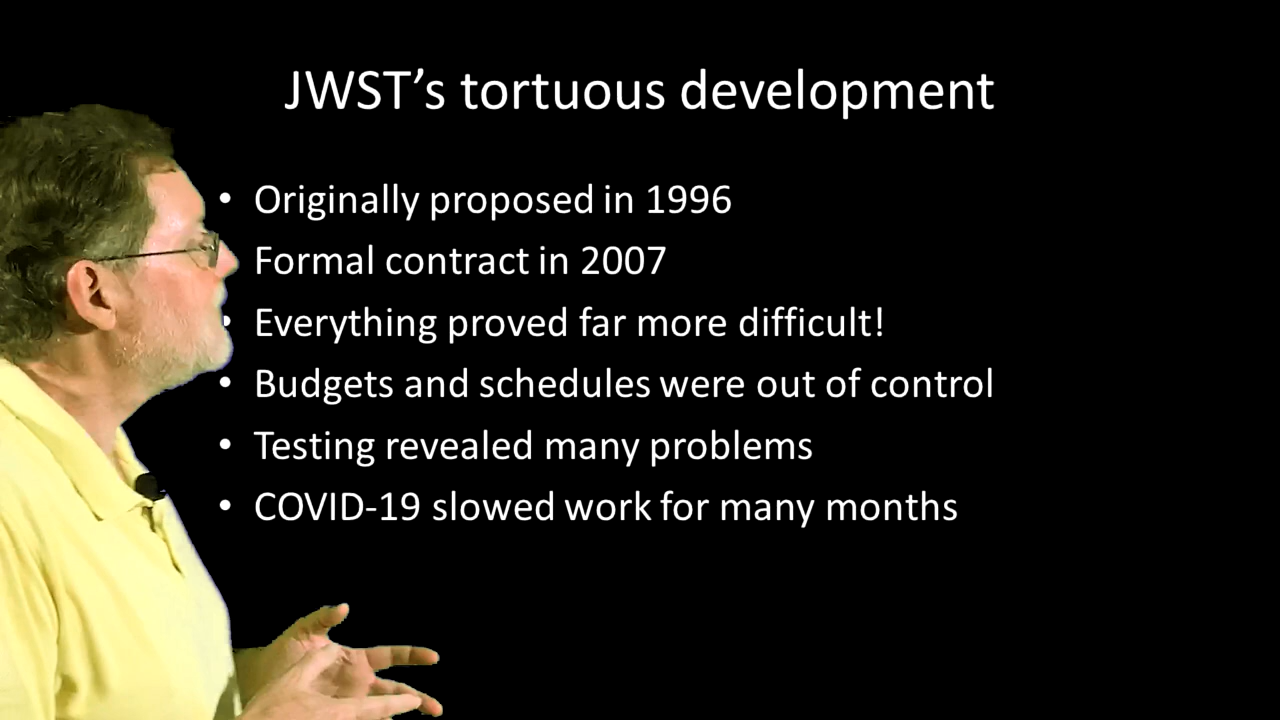 JWST’s tortuous development
• Originally proposed in 1996
Formal contract in 2007
• Everything proved far more difficult!
• Budgets and schedules were out of control
• Testing revealed many problems
• COVID-19 slowed work for many months